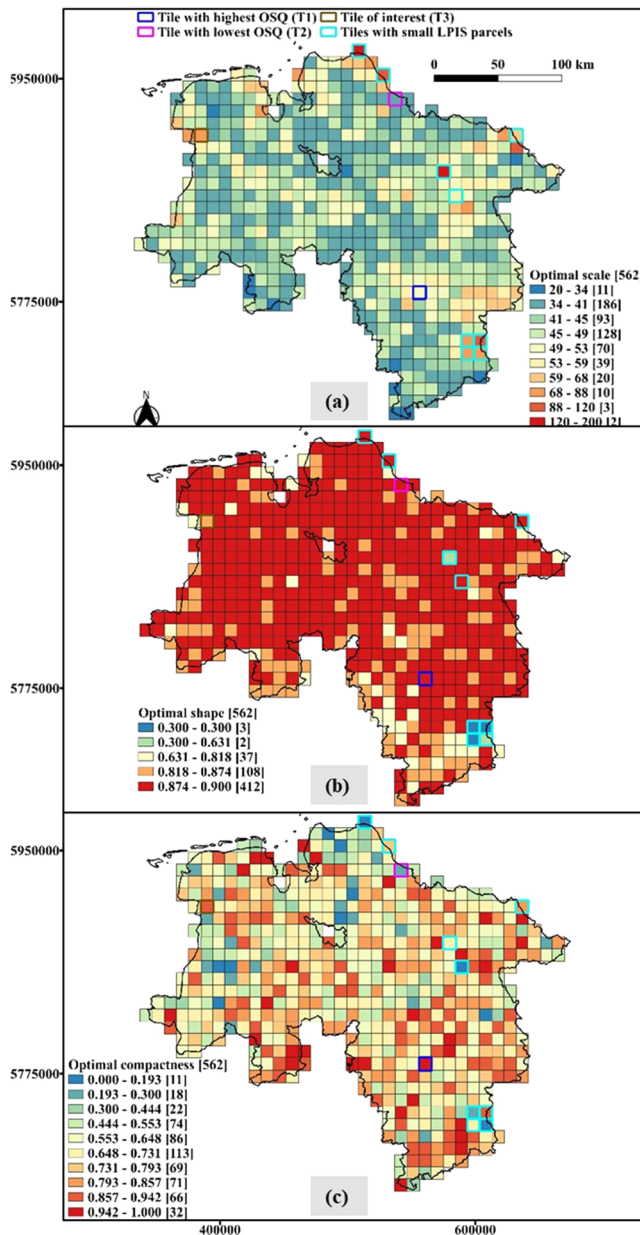 Tile with highest OSQ (T1) Tile of interest (T3)
Tile with lowest OSQ (T2) Tiles with small LPIS parcels
5950000
0 50 100 km
5775000
Optimal scale [562]
20 - 34 [11]
34 - 41 [186]
41 - 45 [93]
45 - 49 [128]
49 - 53 [70]
53 - 59 [39]
59 - 68 [20]
68 - 88 [10]
88 - 120 [3]
120 - 200 [2]
N
(a)
5950000
5775000
Optimal shape [562]
0.300 - 0.300 [3]
0.300 - 0.631 [2]
0.631 - 0.818 [37]
0.818 - 0.874 [108]
0.874 - 0.900 [412]
(b)
5950000
5775000
Optimal compactness [562]
0.000 - 0.193 [11]
0.193 - 0.300 [18]
0.300 - 0.444 [22]
0.444 - 0.553 [74]
0.553 - 0.648 [86]
0.648 - 0.731 [113]
0.731 - 0.793 [69]
0.793 - 0.857 [71]
0.857 - 0.942 [66]
0.942 - 1.000 [32]
(c)
400000 600000